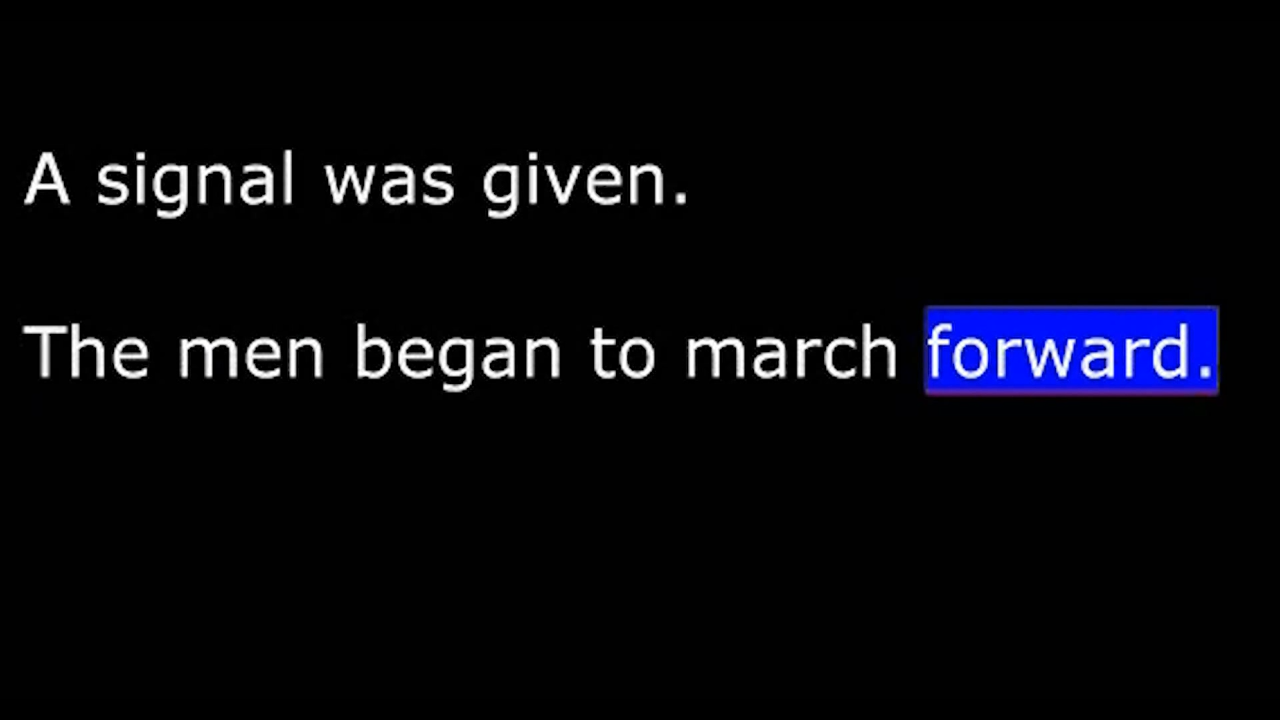 A signal was given.
The men began to march forward.